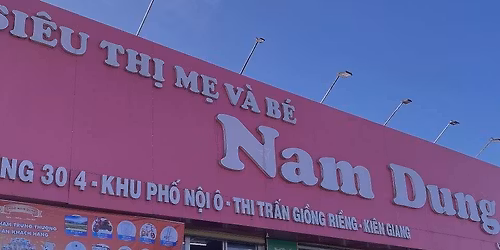 SIÊU THỊ MẸ VÀ BÉ
Nam Dung
NG 30 4 - KHU PHỐ NỘI Ô - THỊ TRẤN GIỒNG RIỀNG - KIÊN GIANG